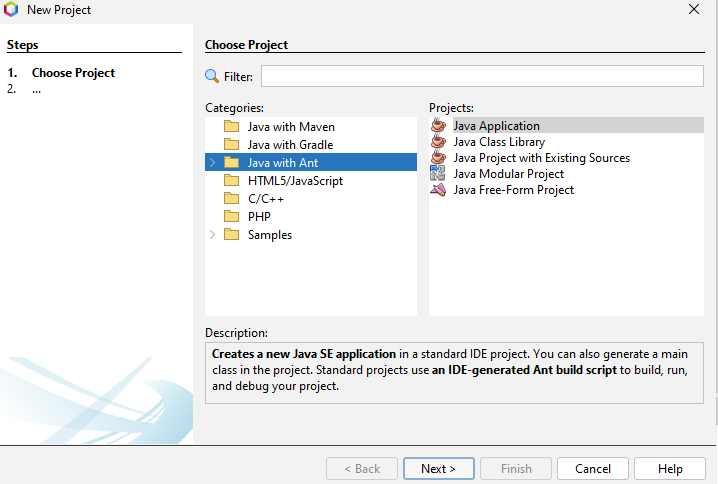 New Project
Steps
1. Choose Project
2. ...
Choose Project
Filter:
Categories:
Java with Maven
Java with Gradle
Java with Ant
HTML5/JavaScript
C/C++
PHP
Samples
Projects:
Java Application
Java Class Library
Java Project with Existing Sources
Java Modular Project
Java Free-Form Project
Description:
Creates a new Java SE application in a standard IDE project. You can also generate a main
class in the project. Standard projects use an IDE-generated Ant build script to build, run,
and debug your project.
< Back
Next >
Finish
Cancel
Help